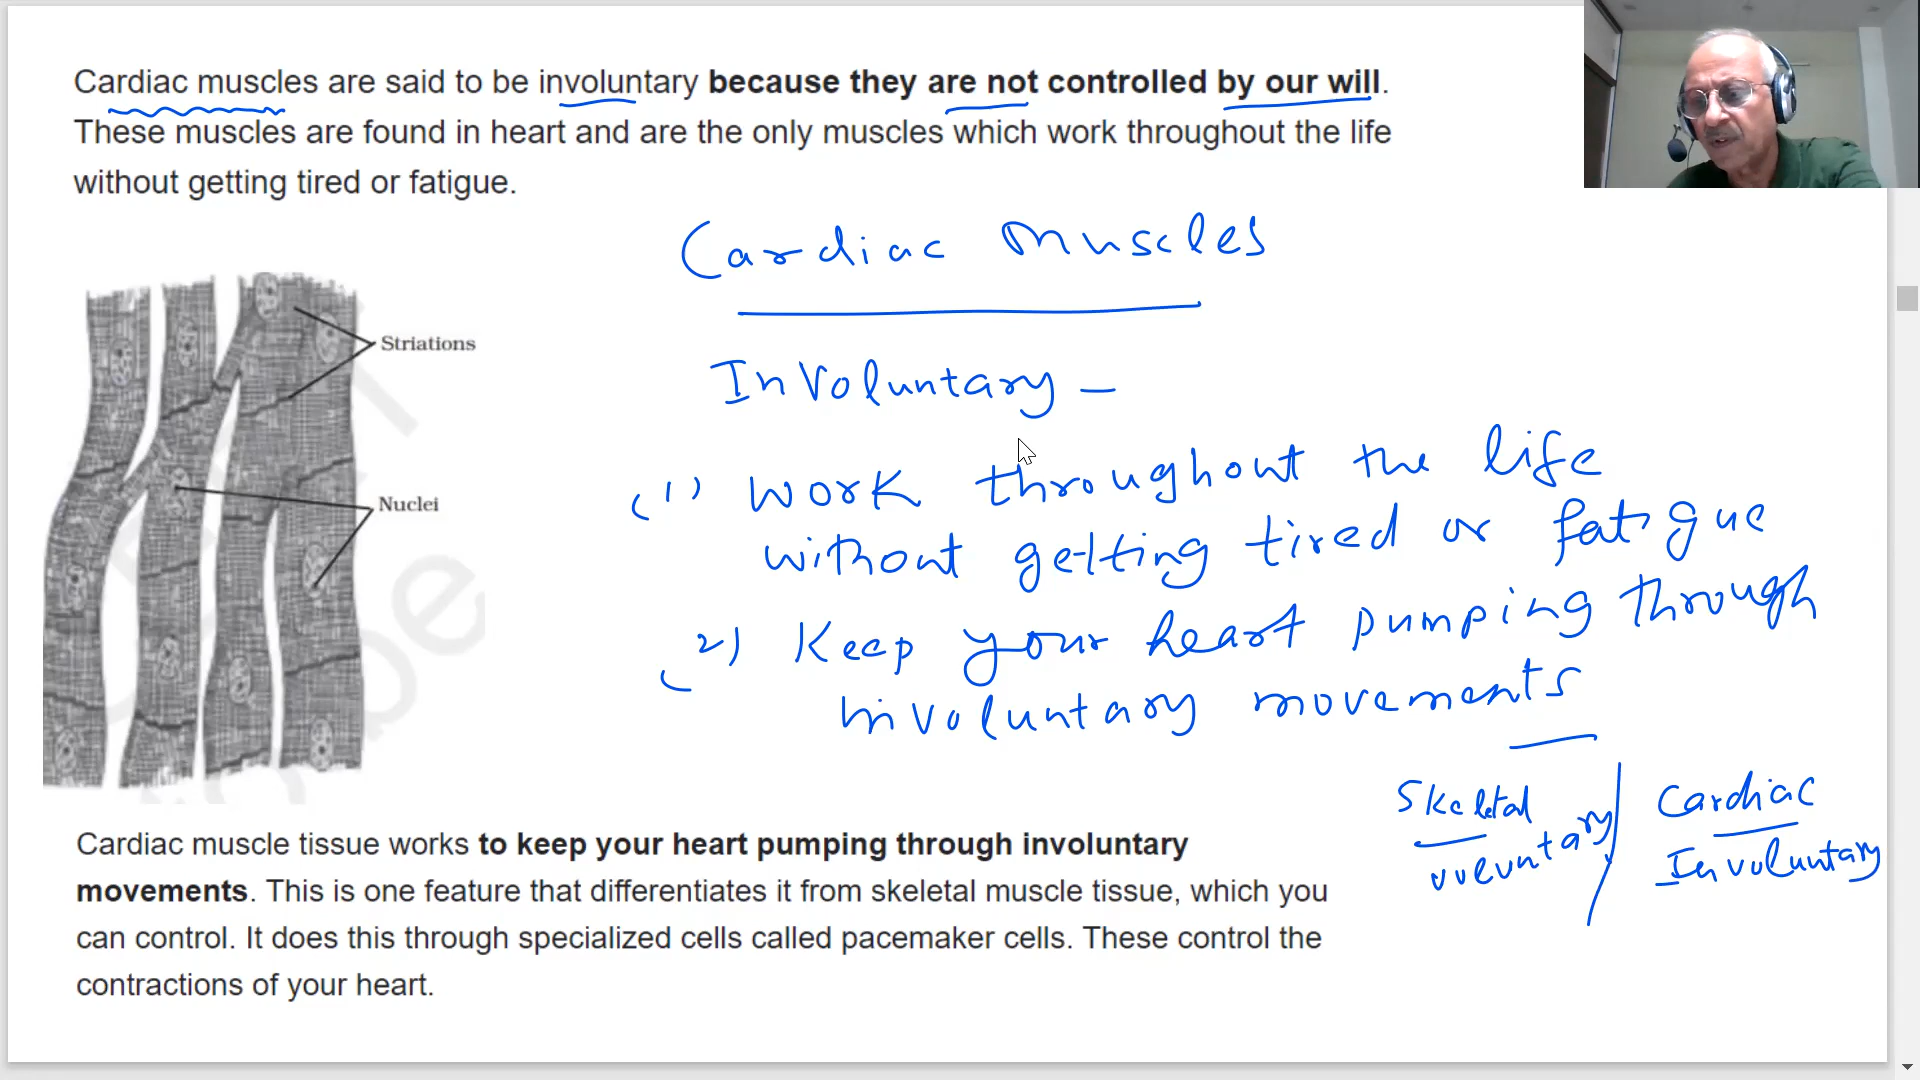 Cardiac muscles are said to be involuntary because they are not controlled by our will.
These muscles are found in heart and are the only muscles which work throughout the life
without getting tired or fatigue.
Cardiac Muscles
Involuntary -
(1) Work throughout the life
without getting tired or fatigue
(2) Keep your heart pumping through
involuntary movements
Striations
Nuclei
Skeletal
voluntary
Cardiac
Involuntary
Cardiac muscle tissue works to keep your heart pumping through involuntary
movements. This is one feature that differentiates it from skeletal muscle tissue, which you
can control. It does this through specialized cells called pacemaker cells. These control the
contractions of your heart.